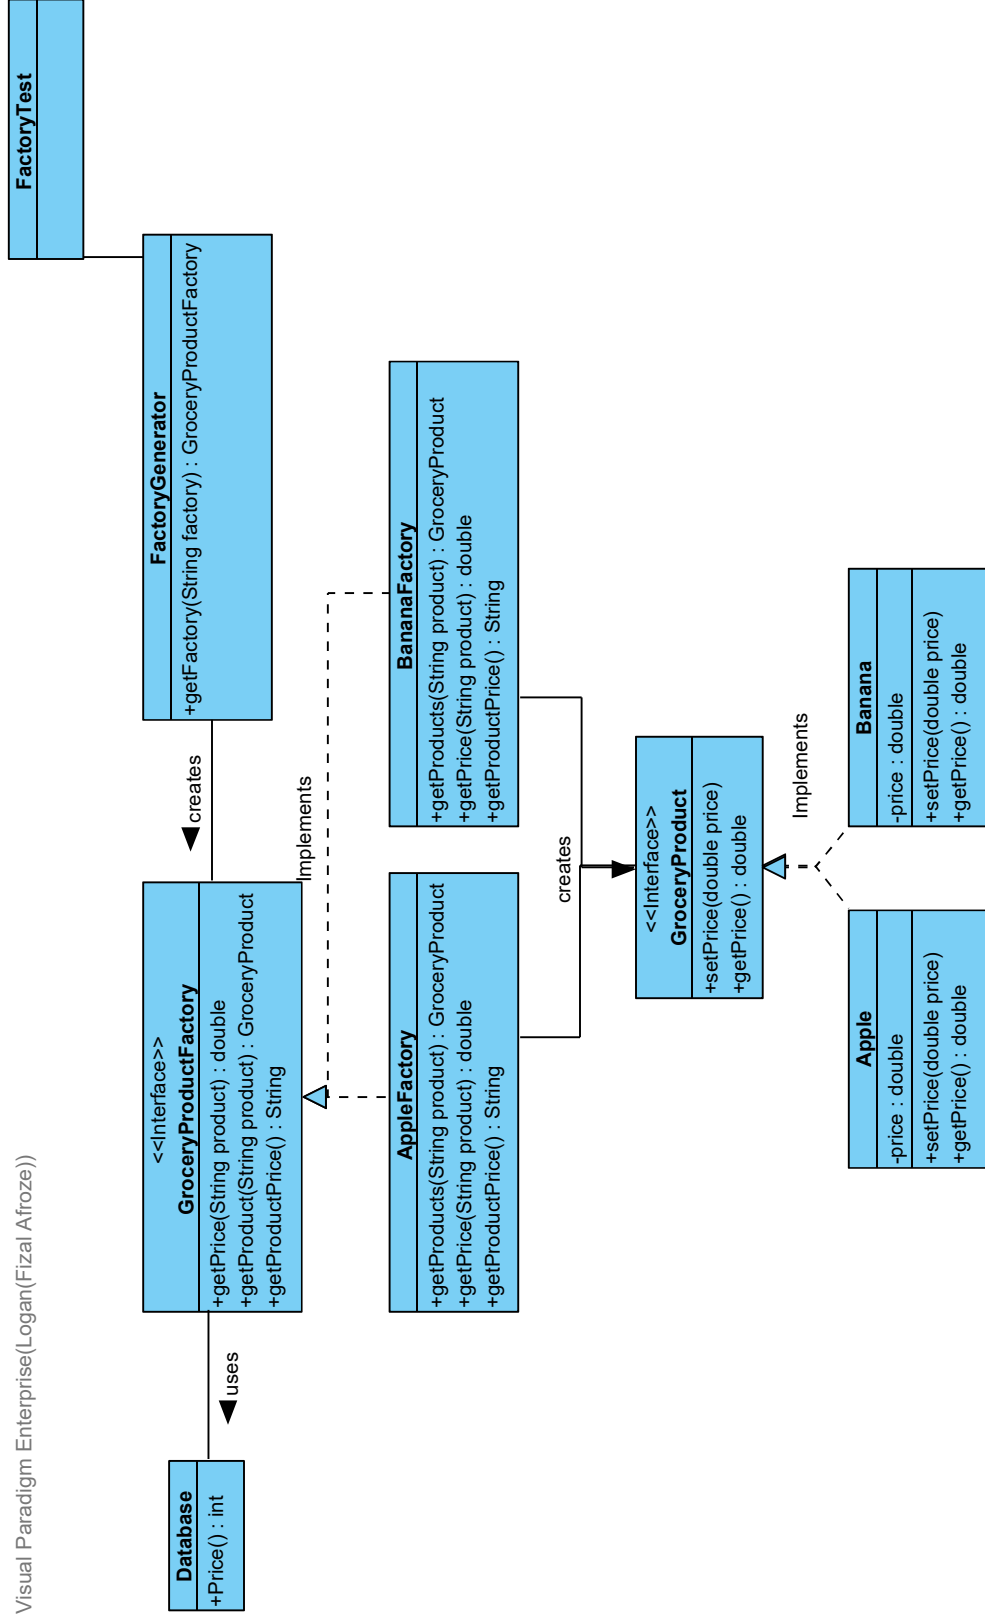 Visual Paradigm Enterprise(Logan(Fizal Afroze))
FactoryTest
Database
+Price() : int
uses
<<Interface>>
GroceryProductFactory
+getPrice(String product) : double
+getProduct(String product) : GroceryProduct
+getProductPrice() : String
creates
FactoryGenerator
+getFactory(String factory) : GroceryProductFactory
Implements
AppleFactory
+getProducts(String product) : GroceryProduct
+getPrice(String product) : double
+getProductPrice() : String
BananaFactory
+getProducts(String product) : GroceryProduct
+getPrice(String product) : double
+getProductPrice() : String
creates
<<Interface>>
GroceryProduct
+setPrice(double price)
+getPrice() : double
Implements
Apple
-price : double
+setPrice(double price)
+getPrice() : double
Banana
-price : double
+setPrice(double price)
+getPrice() : double